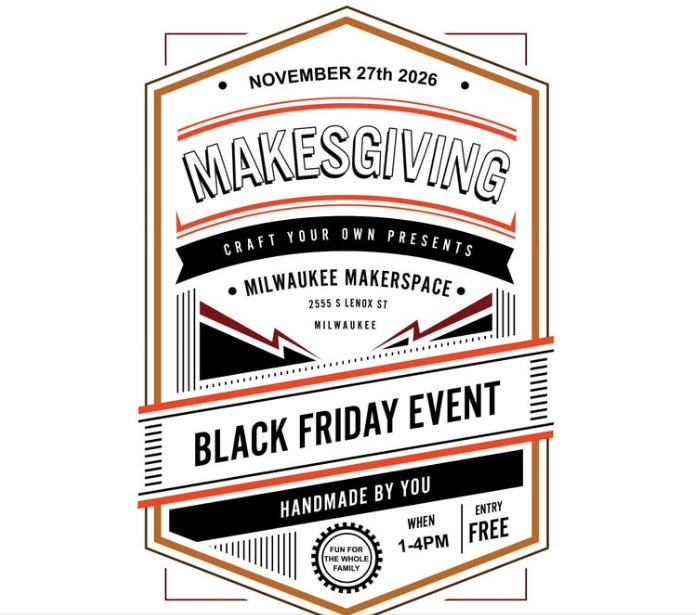 NOVEMBER 27th 2026
MAKESGIVING
CRAFT YOUR OWN PRESENTS
MILWAUKEE MAKERSPACE
2555 S LENOX ST
MILWAUKEE
BLACK FRIDAY EVENT
HANDMADE BY YOU
FUN FOR
THE WHOLE
FAMILY
WHEN
1-4PM
ENTRY
FREE